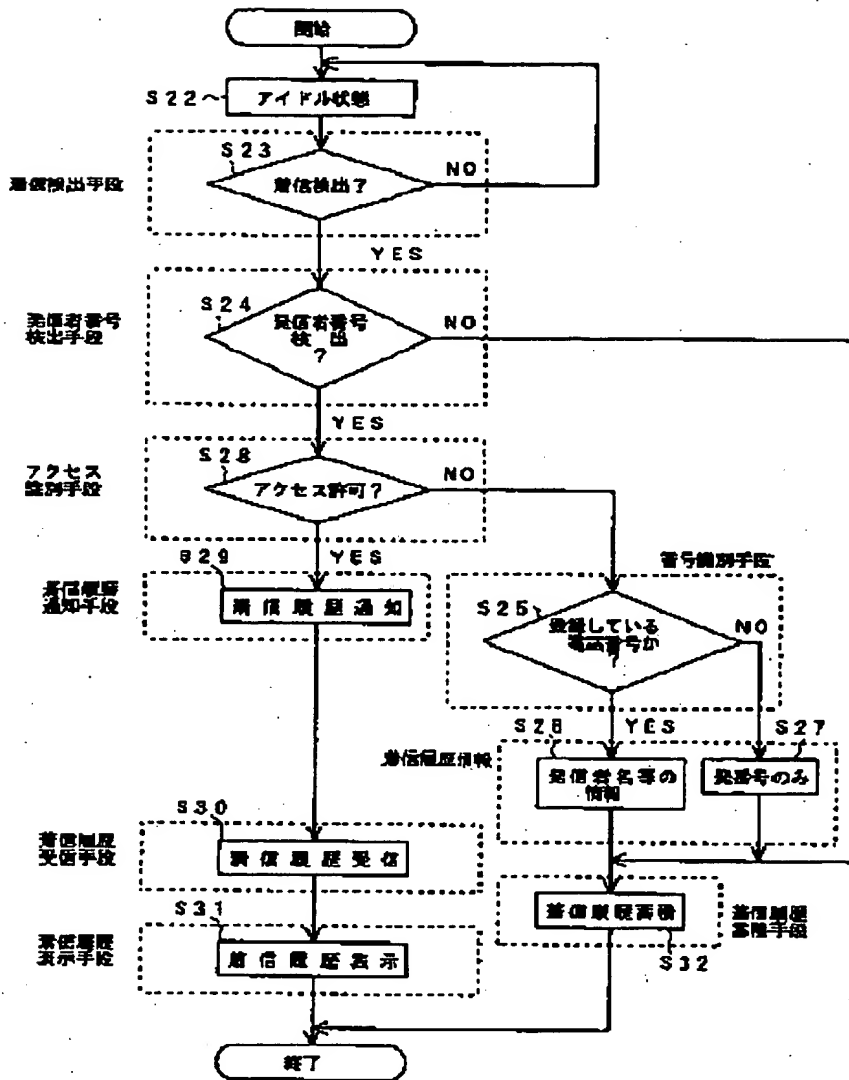 開始
S22
アイドル状態
S23
NO
着信検出手段
着信検出?
YES
S24
発信者番号
検出手段
発信者番号
検出
?
NO
YES
S28
アクセス
識別手段
アクセス許可?
NO
S29
YES
着信履歴
通知手段
着信履歴通知
番号識別手段
S25
登録している
電話番号か
?
NO
S26
YES
S27
着信履歴情報
発信者名等の
情報
発番号のみ
S30
着信履歴
受信手段
着信履歴受信
S31
着信履歴蓄積
着信履歴
蓄積手段
着信履歴
表示手段
着信履歴表示
S32
終了